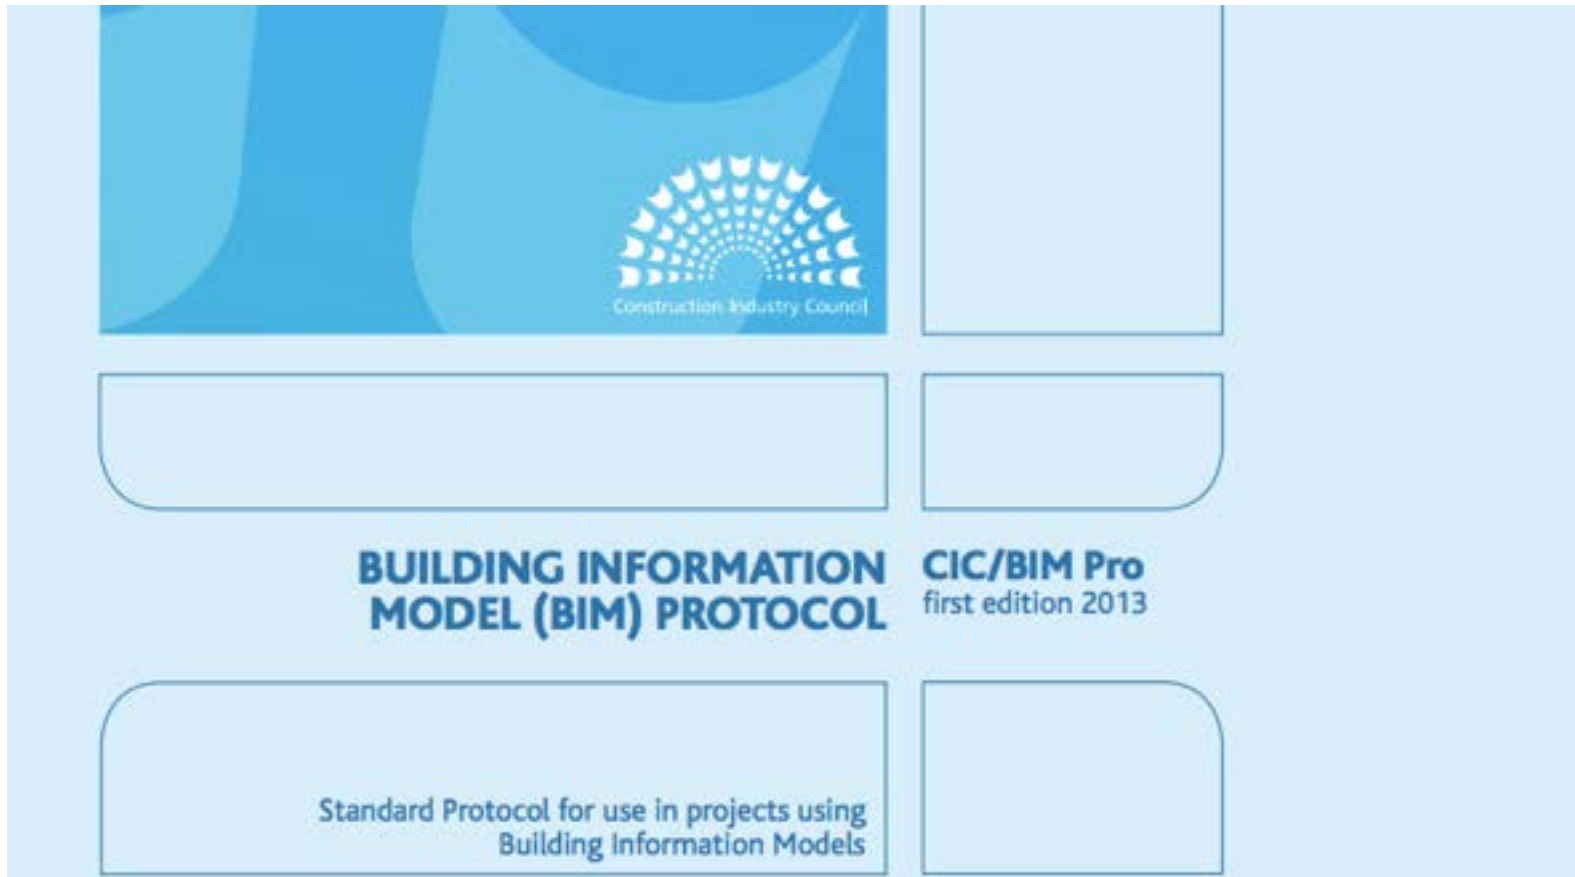 Construction Industry Council
BUILDING INFORMATION
MODEL (BIM) PROTOCOL
CIC/BIM Pro
first edition 2013
Standard Protocol for use in projects using
Building Information Models